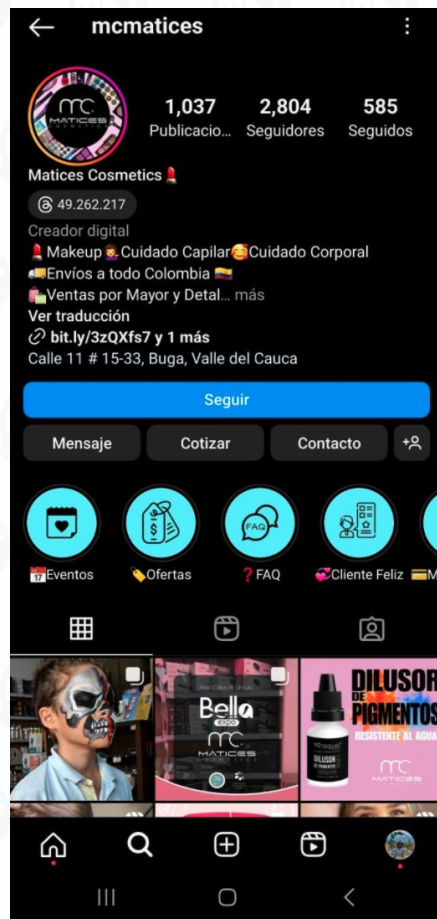 mcmatices
mc
MATICES
COSMETICS
1,037 2,804 585
Publicacio... Seguidores Seguidos
Matices Cosmetics💄
49.262.217
Creador digital
💄Makeup💇‍♀️Cuidado Capilar🥰Cuidado Corporal
🚚Envíos a todo Colombia 🇨🇴
🛍️Ventas por Mayor y Detal... más
Ver traducción
bit.ly/3zQXfs7 y 1 más
Calle 11 # 15-33, Buga, Valle del Cauca
Seguir
Mensaje Cotizar Contacto
FAQ
📅Eventos 🏷️Ofertas ❓FAQ 💞Cliente Feliz 💳M
Bella
EXPO
mc
MATICES
DILUSOR
DE
PIGMENTOS
RESISTENTE AL AGUA
DILUSOR
DE PIGMENTOS
mc
MATICES